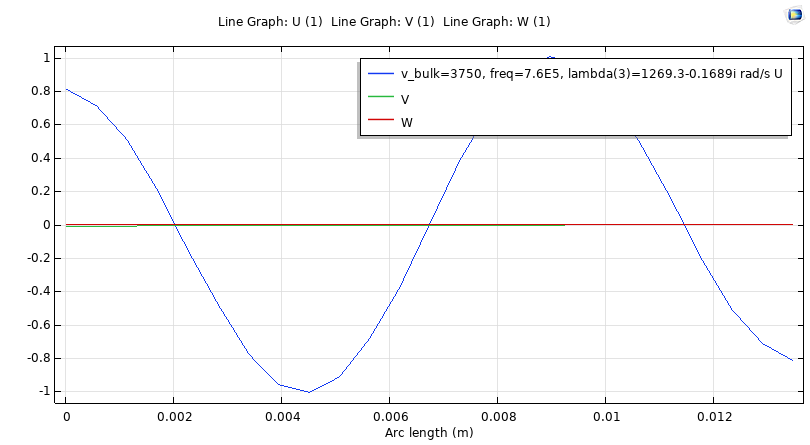 Line Graph: U (1) Line Graph: V (1) Line Graph: W (1)
v_bulk=3750, freq=7.6E5, lambda(3)=1269.3-0.1689i rad/s U
V
W
1
0.8
0.6
0.4
0.2
0
-0.2
-0.4
-0.6
-0.8
-1
0 0.002 0.004 0.006 0.008 0.01 0.012
Arc length (m)